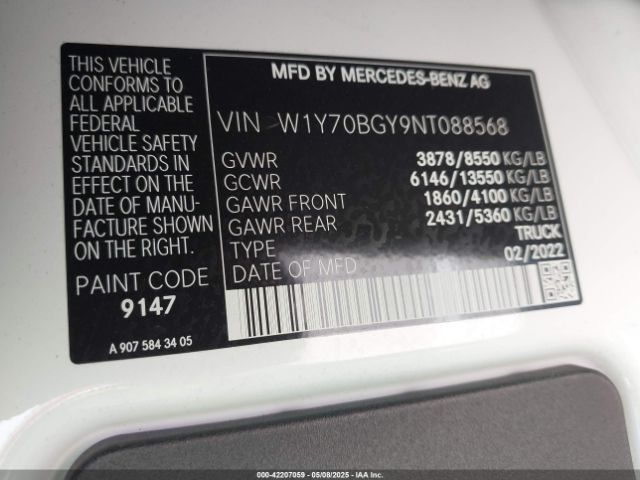 THIS VEHICLE
CONFORMS TO
ALL APPLICABLE
FEDERAL
VEHICLE SAFETY
STANDARDS IN
EFFECT ON THE
DATE OF MANU-
FACTURE SHOWN
ON THE RIGHT.
PAINT CODE
9147
A 907 584 34 05
MFD BY MERCEDES-BENZ AG
VIN > W1Y70BGY9NT088568
GVWR 3878/8550 KG/LB
GCWR 6146/13550 KG/LB
GAWR FRONT 1860/4100 KG/LB
GAWR REAR 2431/5360 KG/LB
TYPE TRUCK
DATE OF MFD 02/2022
000-42207059 - 05/08/2025 - Copyright © IAA, Inc.